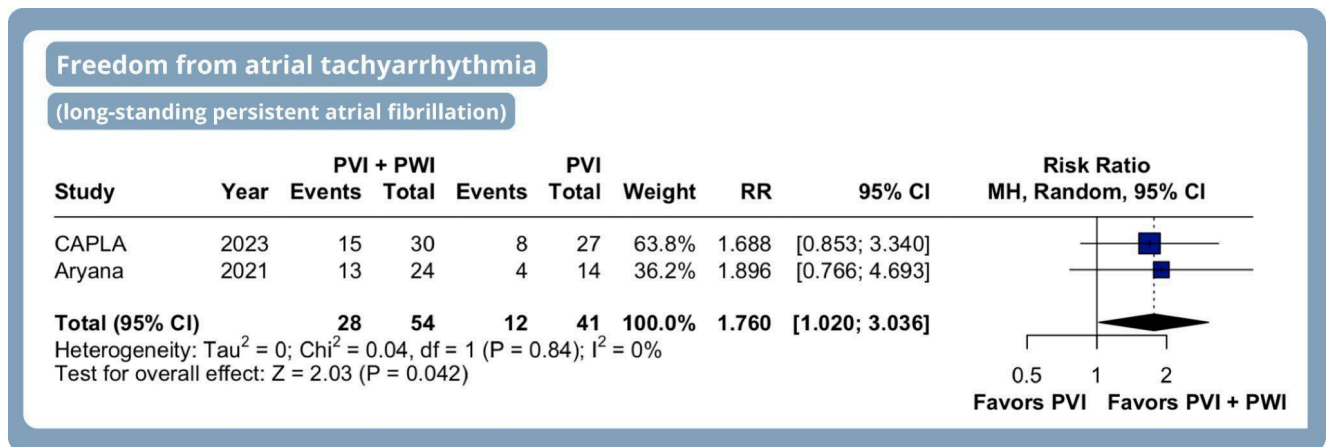 Freedom from atrial tachyarrhythmia
(long-standing persistent atrial fibrillation)
PVI + PWI PVI Risk Ratio
Study Year Events Total Events Total Weight RR 95% CI MH, Random, 95% CI
CAPLA 2023 15 30 8 27 63.8% 1.688 [0.853; 3.340]
Aryana 2021 13 24 4 14 36.2% 1.896 [0.766; 4.693]
Total (95% CI) 28 54 12 41 100.0% 1.760 [1.020; 3.036]
Heterogeneity: Tau² = 0; Chi² = 0.04, df = 1 (P = 0.84); I² = 0%
Test for overall effect: Z = 2.03 (P = 0.042)
0.5 1 2
Favors PVI Favors PVI + PWI